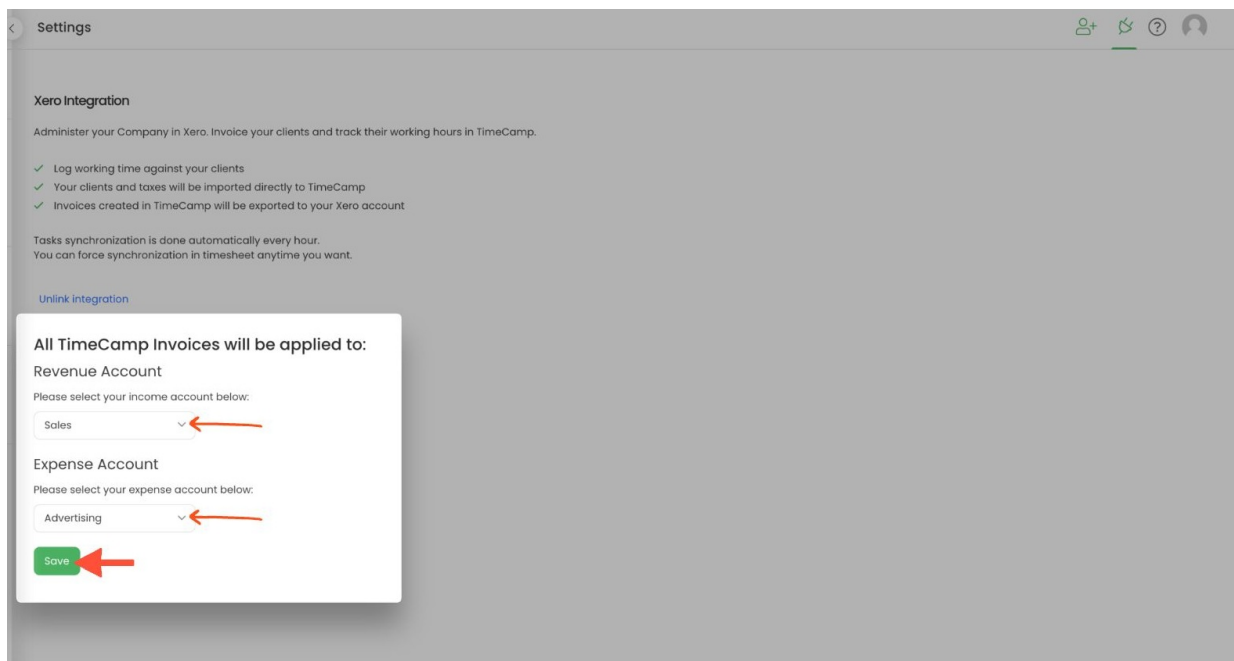 Settings
Xero Integration
Administer your Company in Xero. Invoice your clients and track their working hours in TimeCamp.
Log working time against your clients
Your clients and taxes will be imported directly to TimeCamp
Invoices created in TimeCamp will be exported to your Xero account
Tasks synchronization is done automatically every hour.
You can force synchronization in timesheet anytime you want.
Unlink integration
All TimeCamp Invoices will be applied to:
Revenue Account
Please select your income account below:
Sales
Expense Account
Please select your expense account below:
Advertising
Save